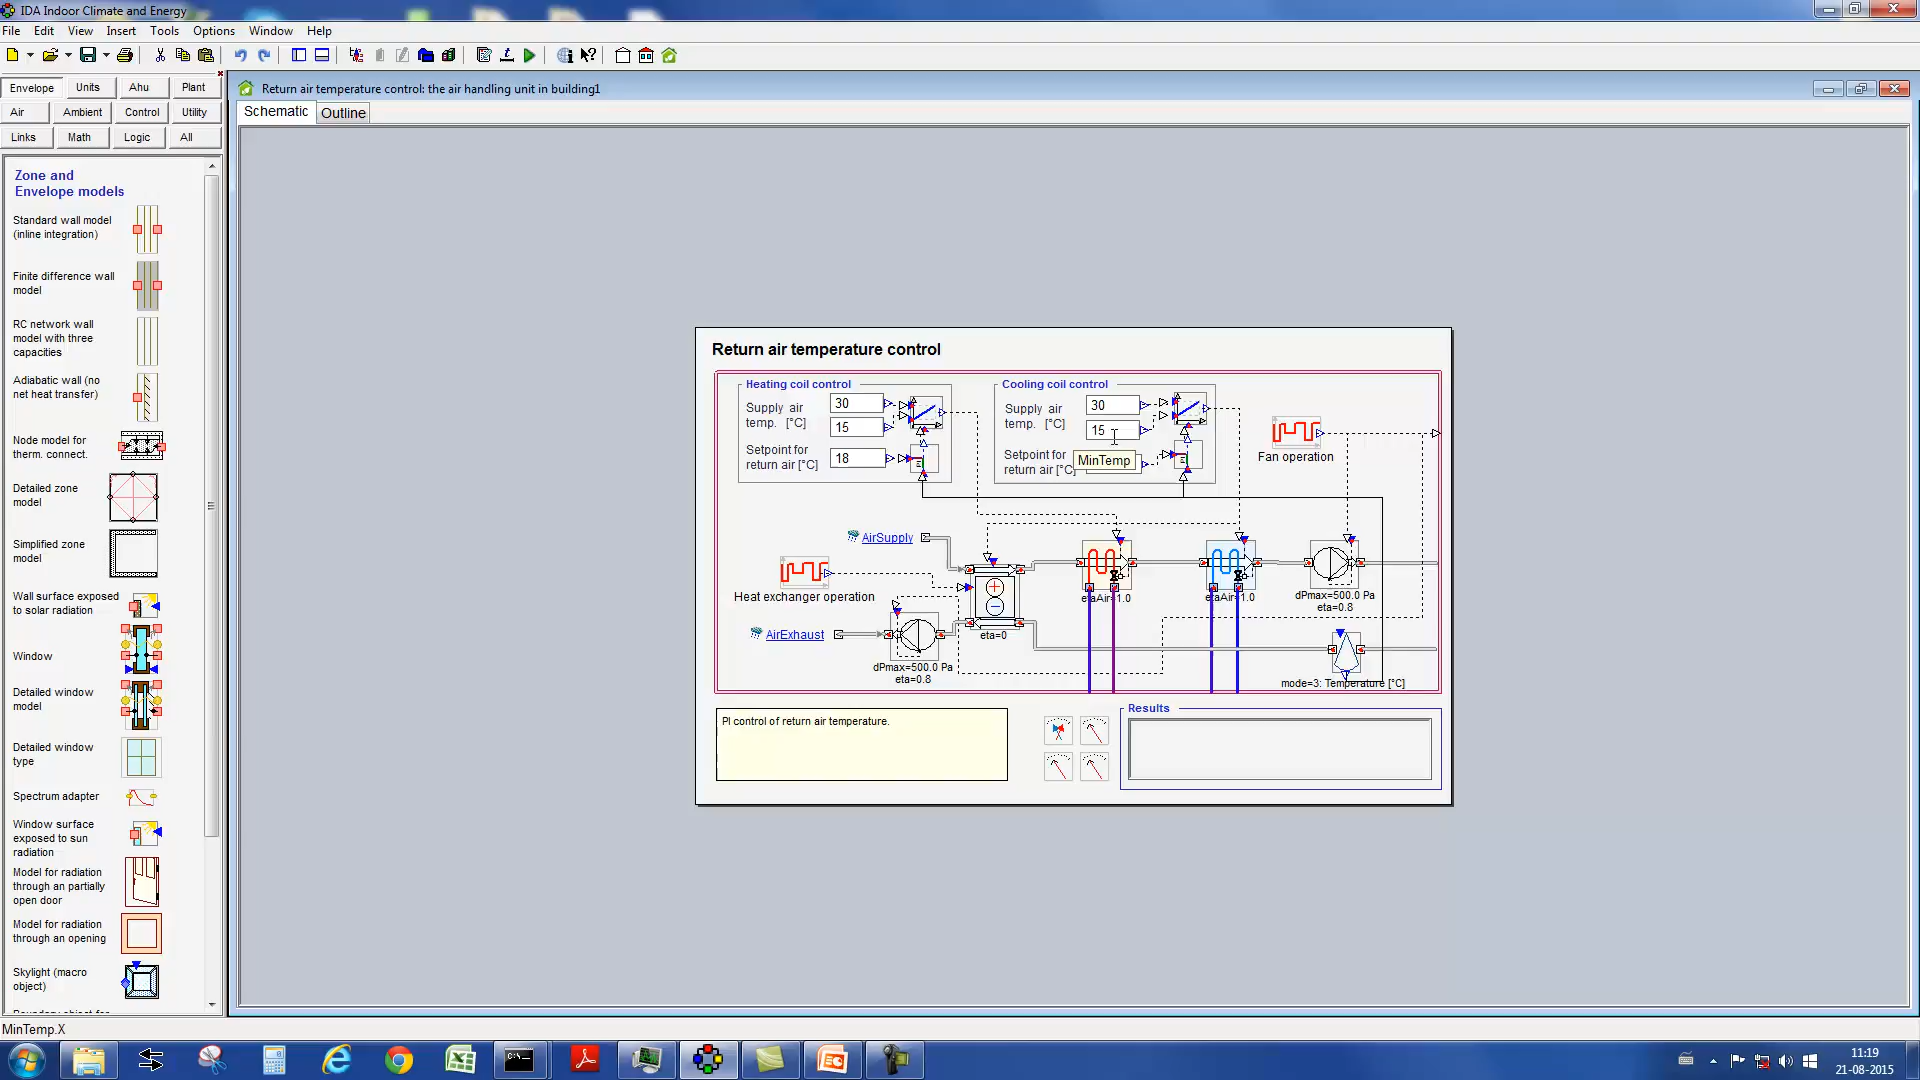 IDA Indoor Climate and Energy
File Edit View Insert Tools Options Window Help
Envelope Units Ahu Plant
Air Ambient Control Utility
Links Math Logic All
Return air temperature control: the air handling unit in building1
Schematic Outline
Zone and
Envelope models
Standard wall model
(inline integration)
Finite difference wall
model
RC network wall
model with three
capacities
Adiabatic wall (no
net heat transfer)
Node model for
therm. connect.
Detailed zone
model
Simplified zone
model
Wall surface exposed
to solar radiation
Window
Detailed window
model
Detailed window
type
Spectrum adapter
Window surface
exposed to sun
radiation
Model for radiation
through an partially
open door
Model for radiation
through an opening
Skylight (macro
object)
Return air temperature control
Heating coil control
Supply air
temp. [°C]
30
15
Setpoint for
return air [°C]
18
Cooling coil control
Supply air
temp. [°C]
30
15
Setpoint for
return air [°C]
MinTemp
Fan operation
AirSupply
Heat exchanger operation
AirExhaust
eta=0
etaAir=1.0
etaAir=1.0
dPmax=500.0 Pa
eta=0.8
dPmax=500.0 Pa
eta=0.8
mode=3: Temperature [°C]
PI control of return air temperature.
Results
MinTemp.X
11:19
21-08-2015